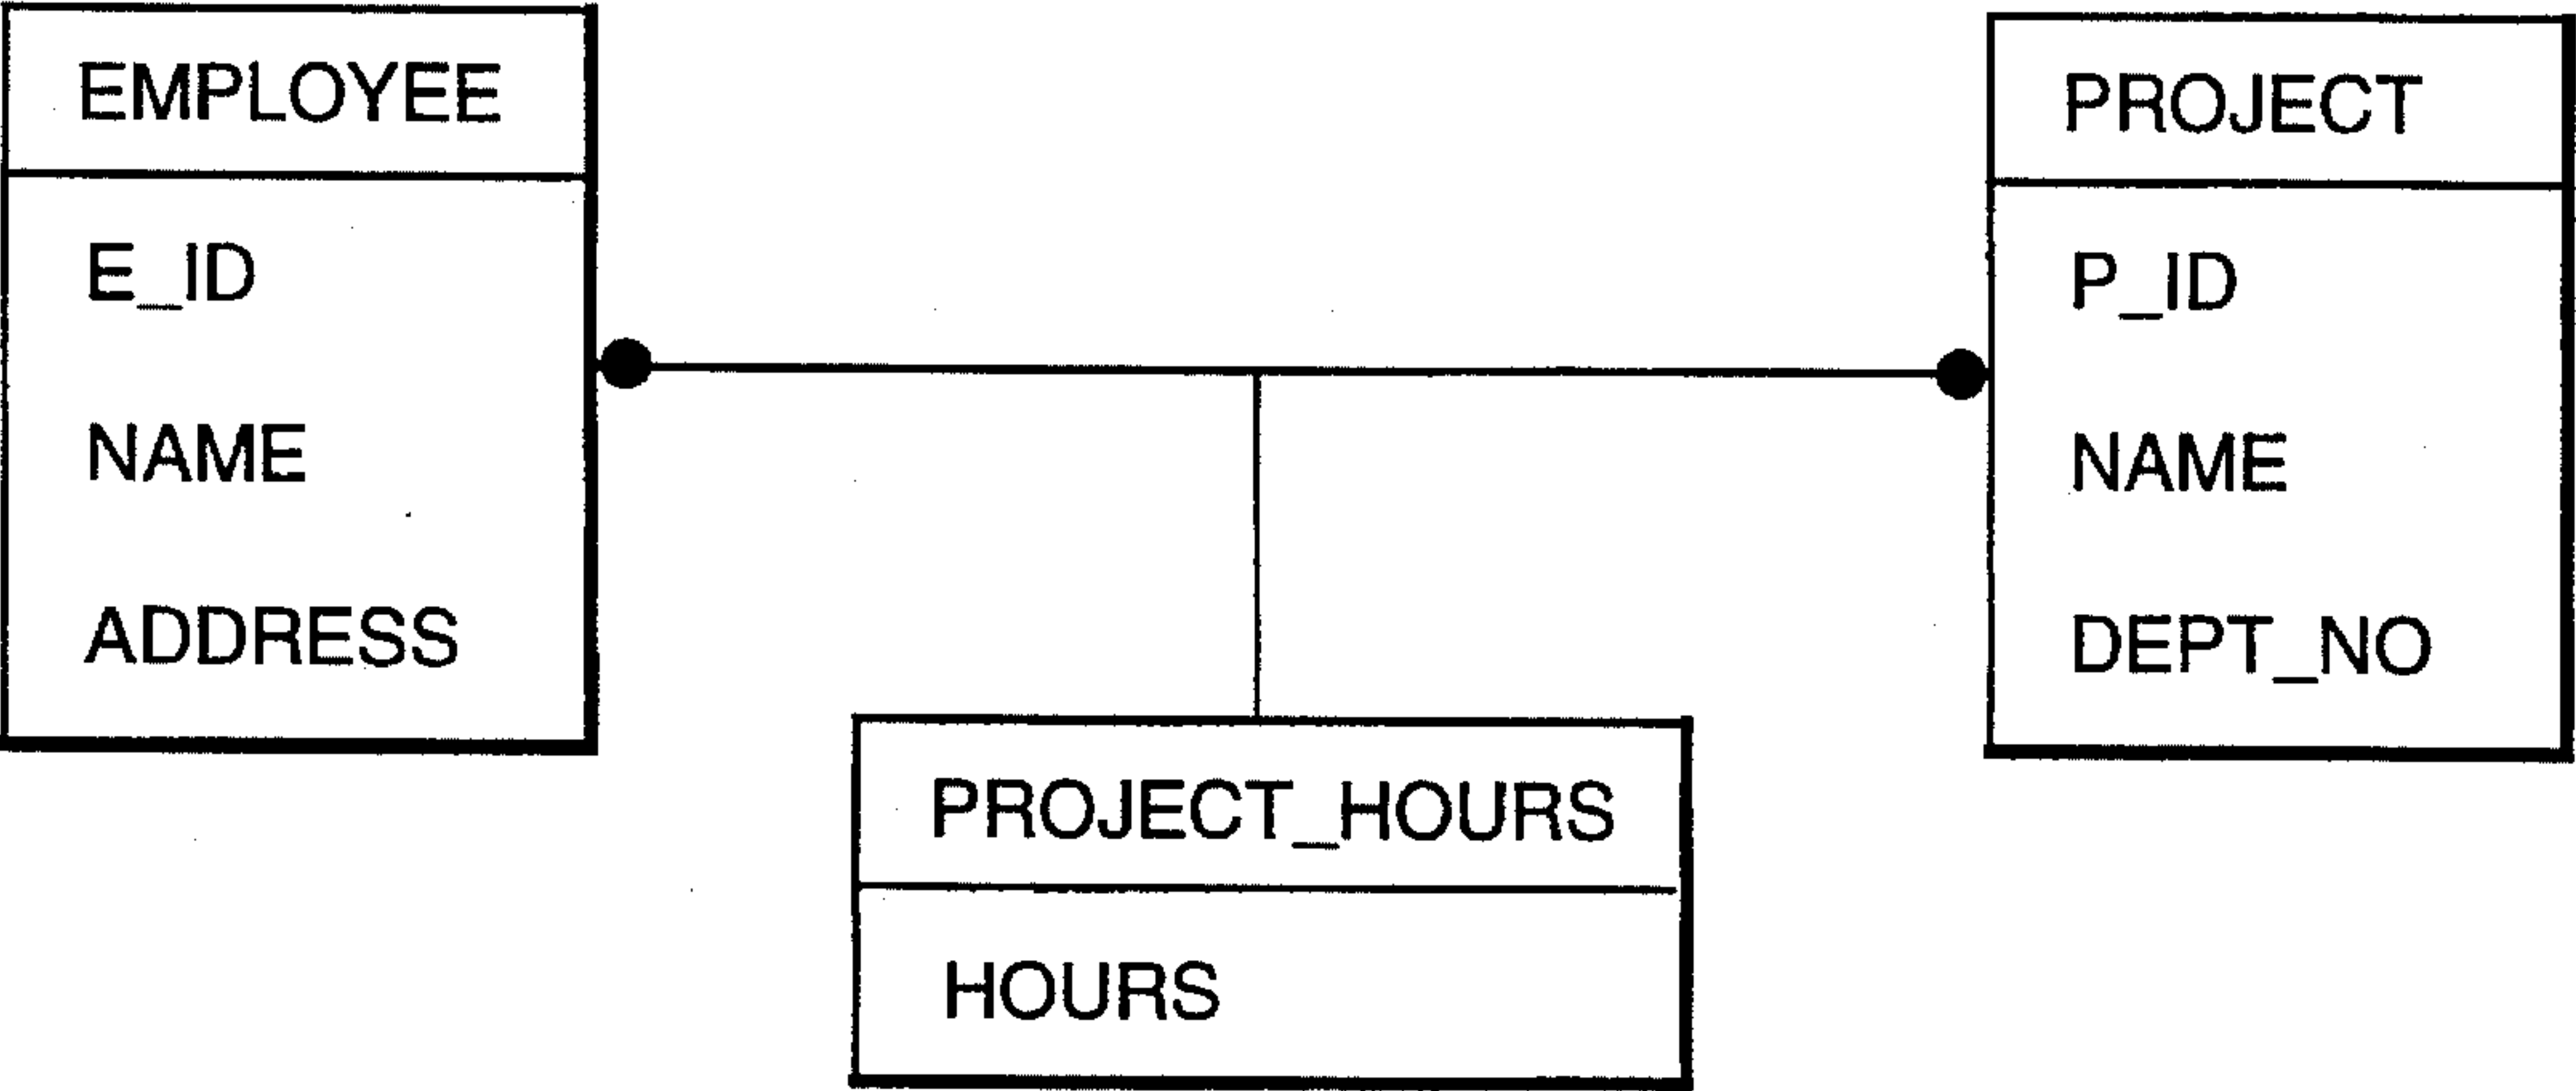 EMPLOYEE
E_ID
NAME
ADDRESS
PROJECT
P_ID
NAME
DEPT_NO
PROJECT_HOURS
HOURS